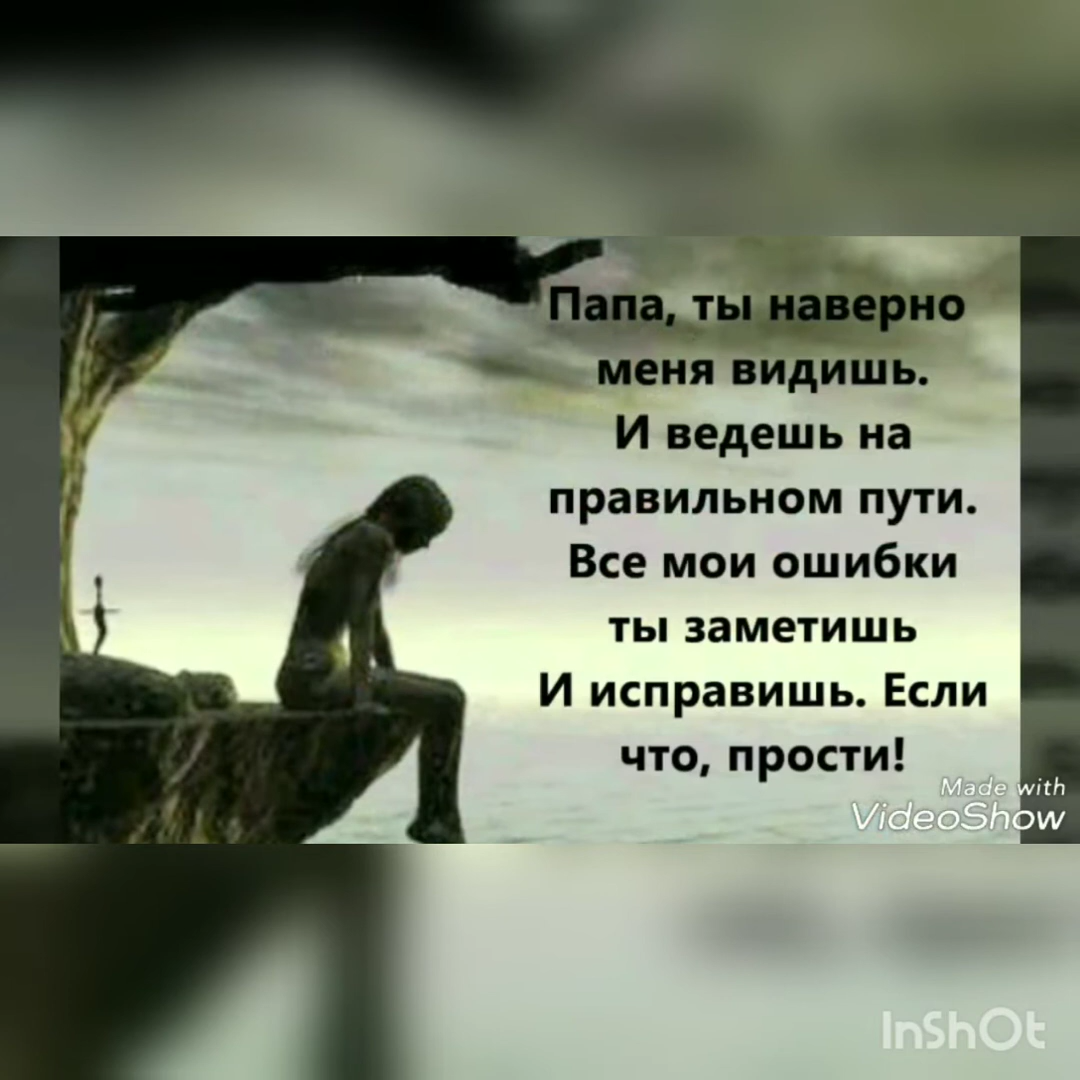 Папа, ты наверно
меня видишь.
И ведешь на
правильном пути.
Все мои ошибки
ты заметишь
И исправишь. Если
что, прости!
Made with
VideoShow
InShOt